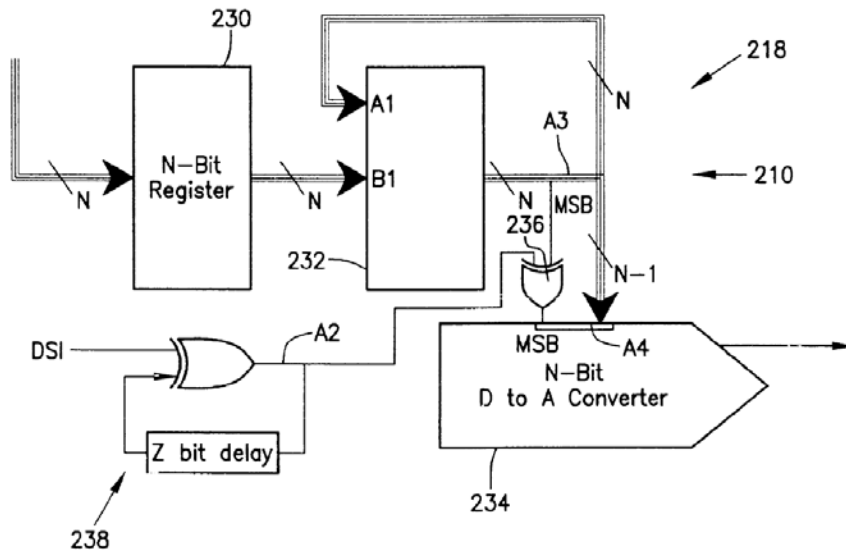 230
218
N
A1
A3
N-Bit
Register
B1
210
N
N
N
MSB
236
232
N-1
A2
DSI
MSB
A4
N-Bit
D to A Converter
Z bit delay
234
238